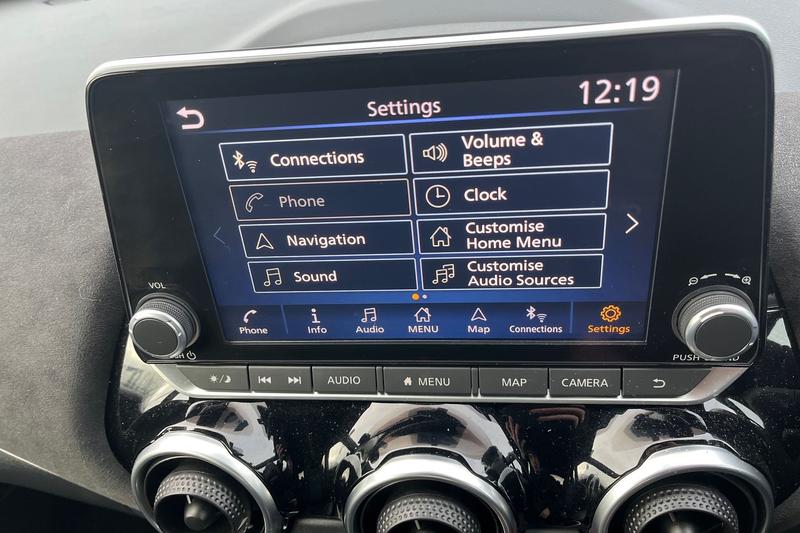 Settings
12:19
Connections
Volume &
Beeps
Phone
Clock
Navigation
Customise
Home Menu
Sound
Customise
Audio Sources
Phone
Info
Audio
MENU
Map
Connections
Settings
VOL
PUSH
AUDIO
MENU
MAP
CAMERA